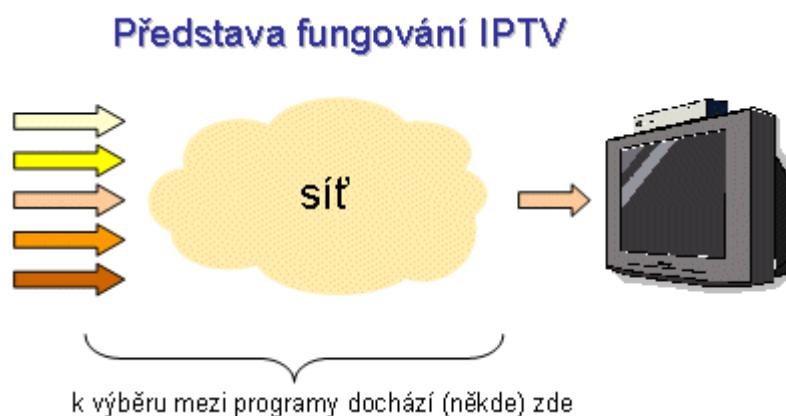 Představa fungování IPTV
síť
k výběru mezi programy dochází (někde) zde